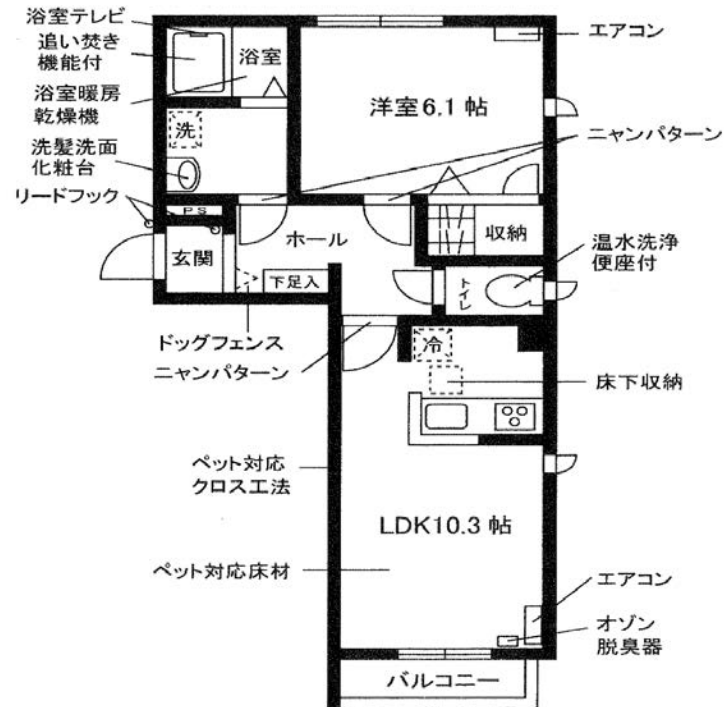 浴室テレビ
追い焚き
機能付
浴室暖房
乾燥機
洗髪洗面
化粧台
リードフック
浴室
洗
PS
玄関
ホール
下足入
洋室6.1帖
エアコン
ニャンパターン
収納
トイレ
温水洗浄
便座付
ドッグフェンス
ニャンパターン
冷
床下収納
ペット対応
クロス工法
LDK10.3帖
ペット対応床材
エアコン
オゾン
脱臭器
バルコニー